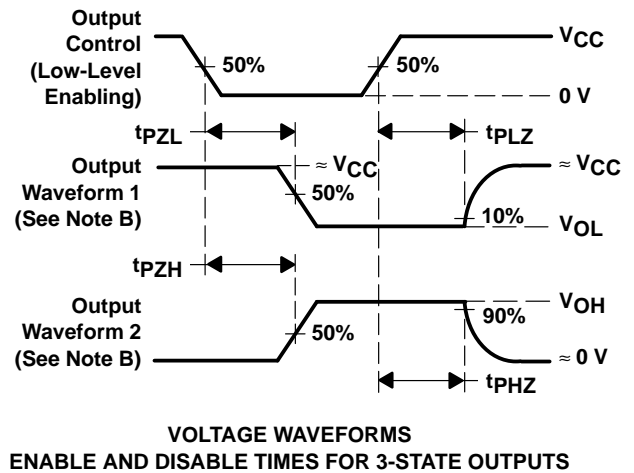 Output
Control
(Low-Level
Enabling)
50%
50%
VCC
0 V
tPZL
tPLZ
Output
Waveform 1
(See Note B)
≈ VCC
50%
≈ VCC
10%
VOL
tPZH
Output
Waveform 2
(See Note B)
50%
VOH
90%
≈ 0 V
tPHZ
VOLTAGE WAVEFORMS
ENABLE AND DISABLE TIMES FOR 3-STATE OUTPUTS